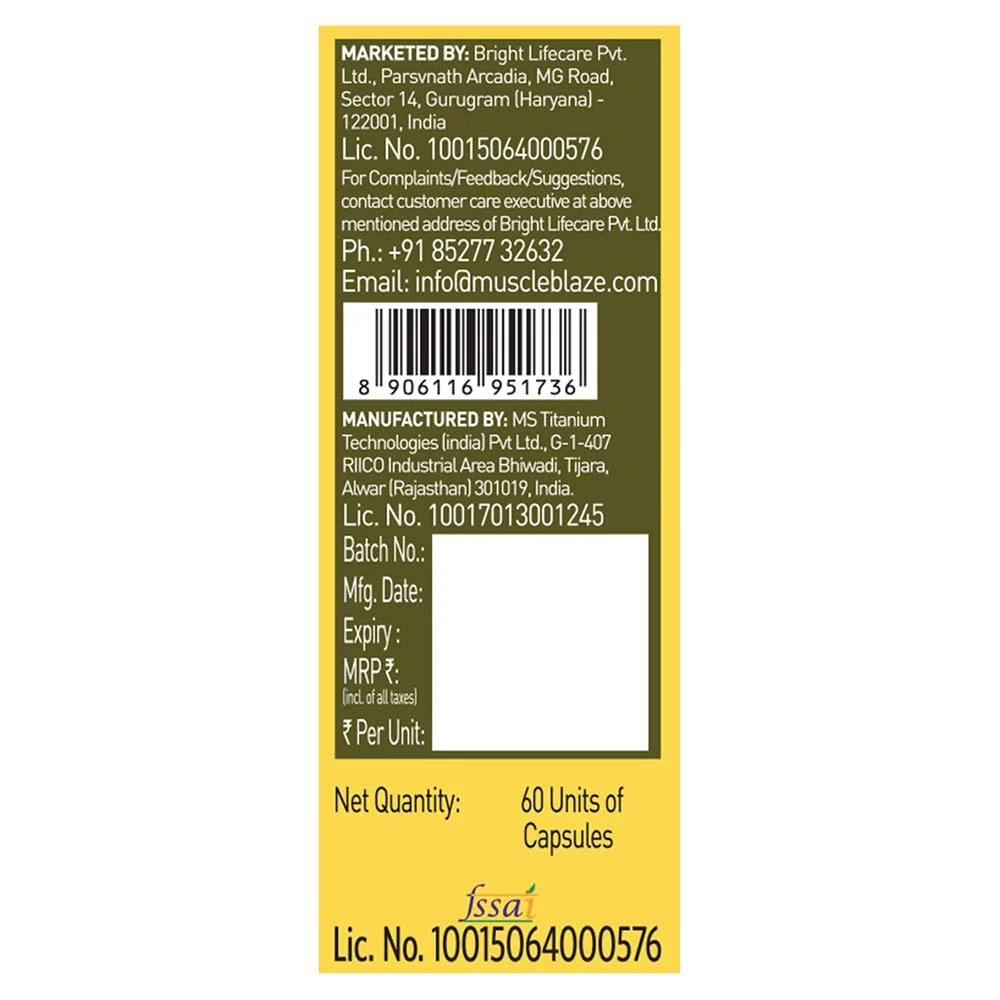 MARKETED BY: Bright Lifecare Pvt.
Ltd., Parsvnath Arcadia, MG Road,
Sector 14, Gurugram (Haryana) -
122001, India
Lic. No. 10015064000576
For Complaints/Feedback/Suggestions,
contact customer care executive at above
mentioned address of Bright Lifecare Pvt. Ltd.
Ph.: +91 85277 32632
Email: info@muscleblaze.com
8 906116 951736
MANUFACTURED BY: MS Titanium
Technologies (india) Pvt Ltd., G-1-407
RIICO Industrial Area Bhiwadi, Tijara,
Alwar (Rajasthan) 301019, India.
Lic. No. 10017013001245
Batch No.:
Mfg. Date:
Expiry :
MRP ₹:
(incl. of all taxes)
₹ Per Unit:
Net Quantity: 60 Units of
Capsules
fssai
Lic. No. 10015064000576